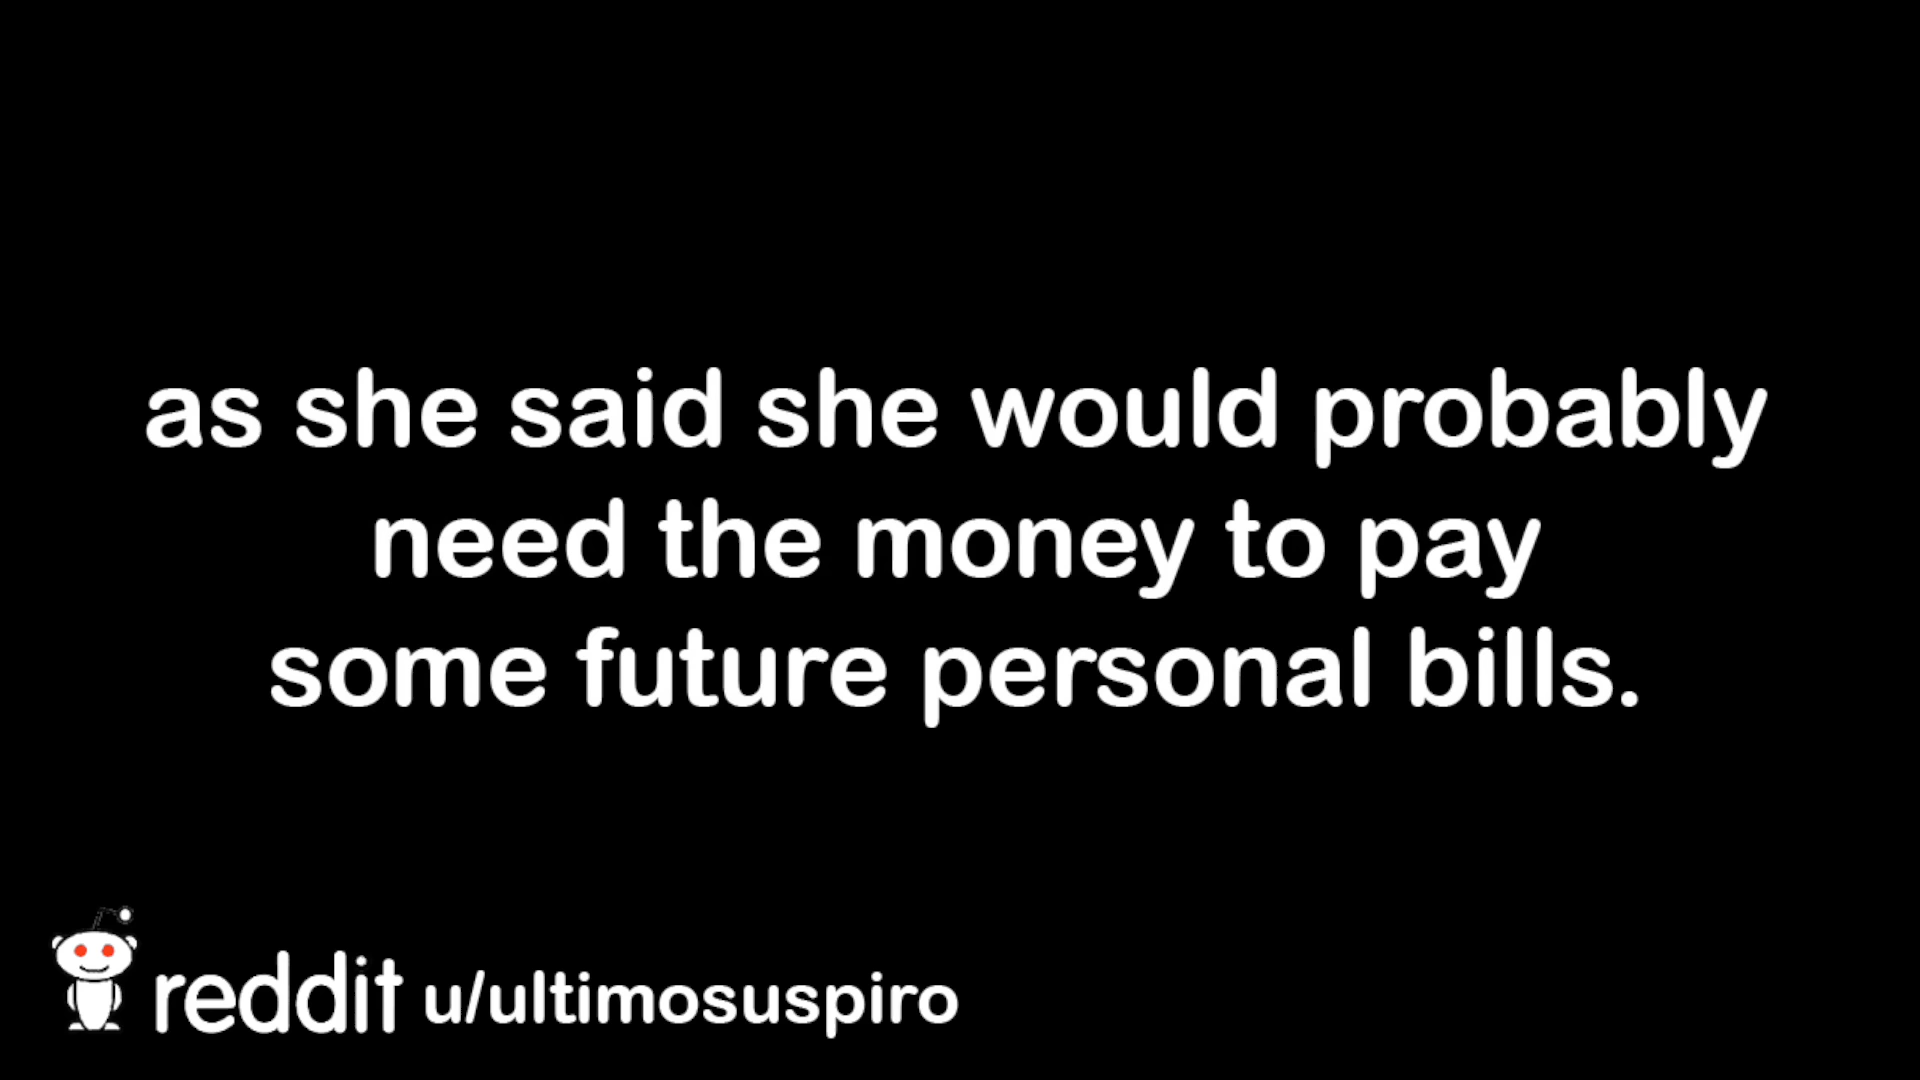 as she said she would probably
need the money to pay
some future personal bills.
reddit u/ultimosuspiro